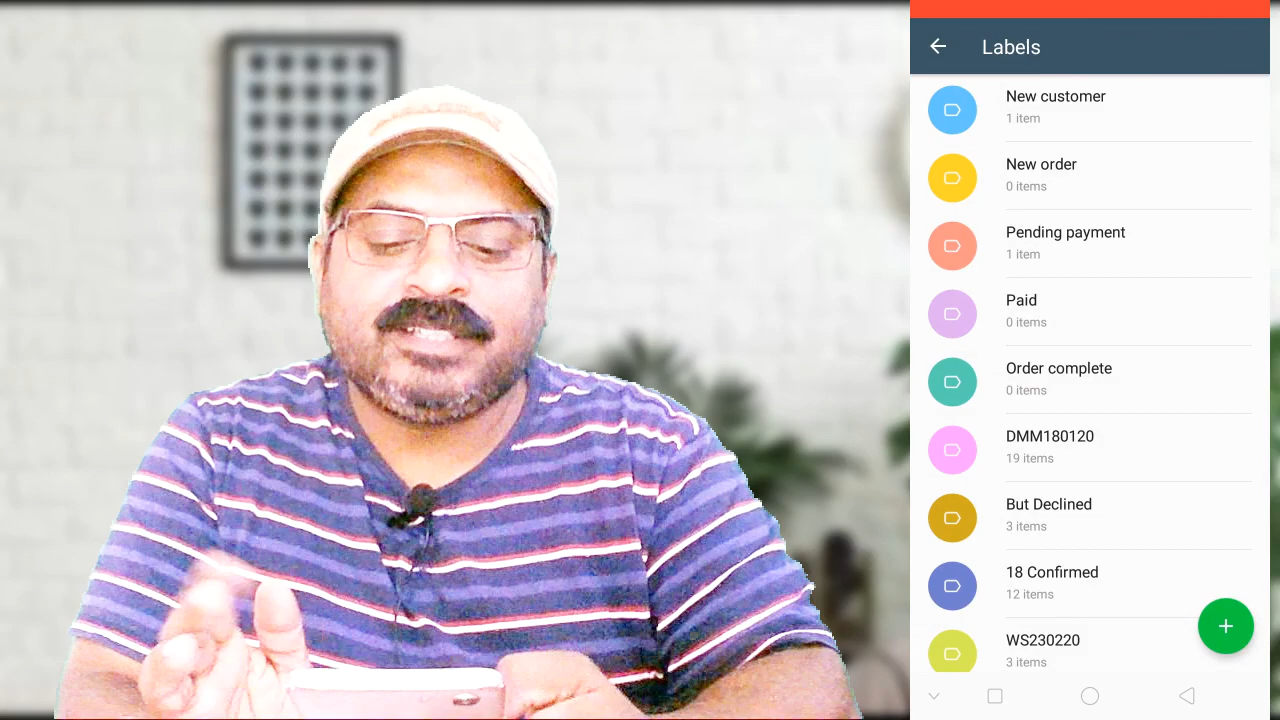 Labels
New customer
1 item
New order
0 items
Pending payment
1 item
Paid
0 items
Order complete
0 items
DMM180120
19 items
But Declined
3 items
18 Confirmed
12 items
WS230220
3 items